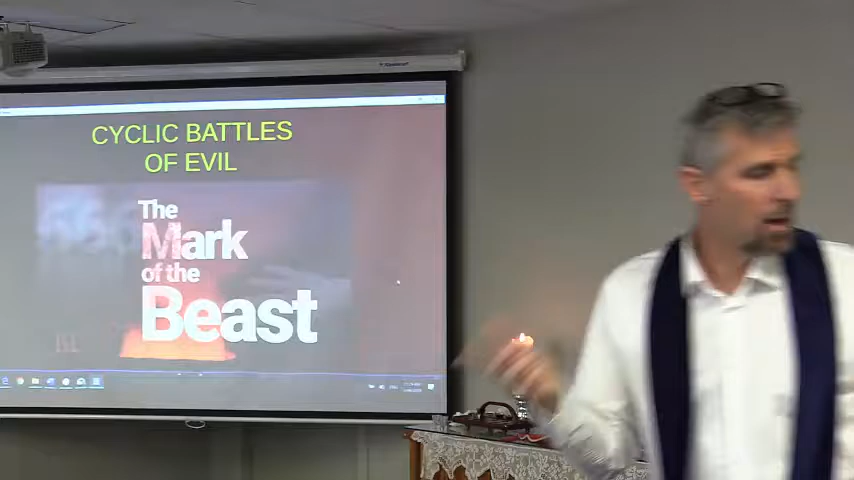 CYCLIC BATTLES
OF EVIL
The
Mark
of the
Beast